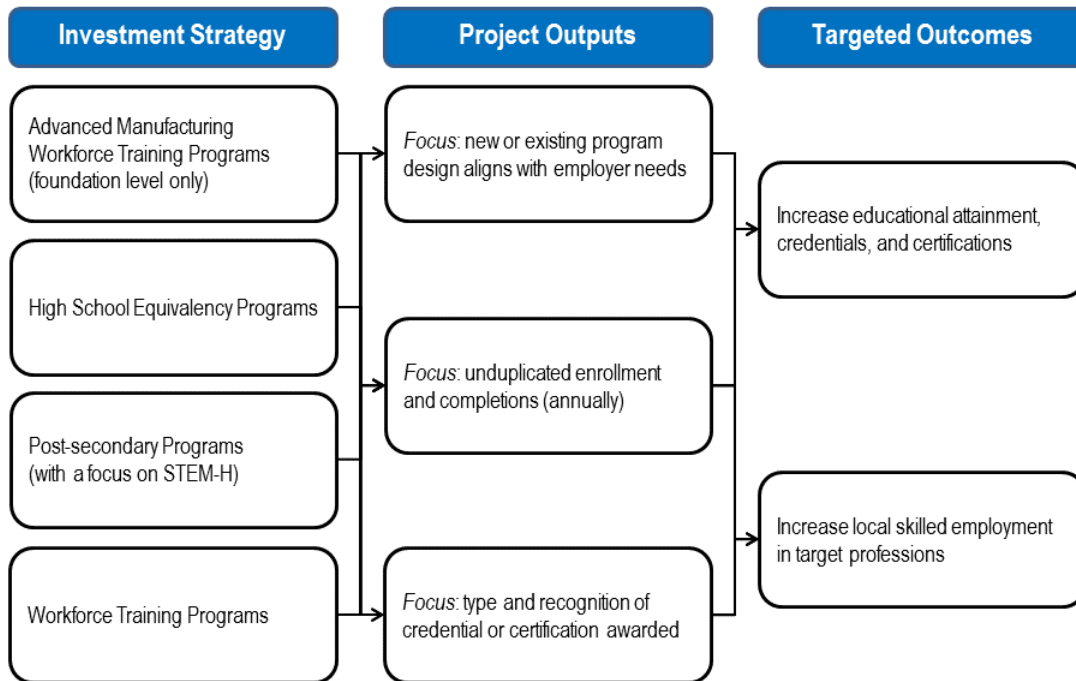 Investment Strategy
Project Outputs
Targeted Outcomes
Advanced Manufacturing
Workforce Training Programs
(foundation level only)
High School Equivalency Programs
Post-secondary Programs
(with a focus on STEM-H)
Workforce Training Programs
Focus: new or existing program
design aligns with employer needs
Focus: unduplicated enrollment
and completions (annually)
Focus: type and recognition of
credential or certification awarded
Increase educational attainment,
credentials, and certifications
Increase local skilled employment
in target professions